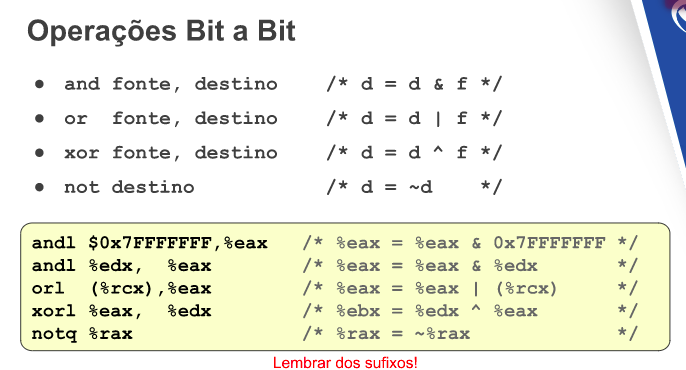 Operações Bit a Bit
● and fonte, destino /* d = d & f */
● or fonte, destino /* d = d | f */
● xor fonte, destino /* d = d ^ f */
● not destino /* d = ~d */
andl $0x7FFFFFFF,%eax /* %eax = %eax & 0x7FFFFFFF */
andl %edx, %eax /* %eax = %eax & %edx */
orl (%rcx),%eax /* %eax = %eax | (%rcx) */
xorl %eax, %edx /* %ebx = %edx ^ %eax */
notq %rax /* %rax = ~%rax */
Lembrar dos sufixos!